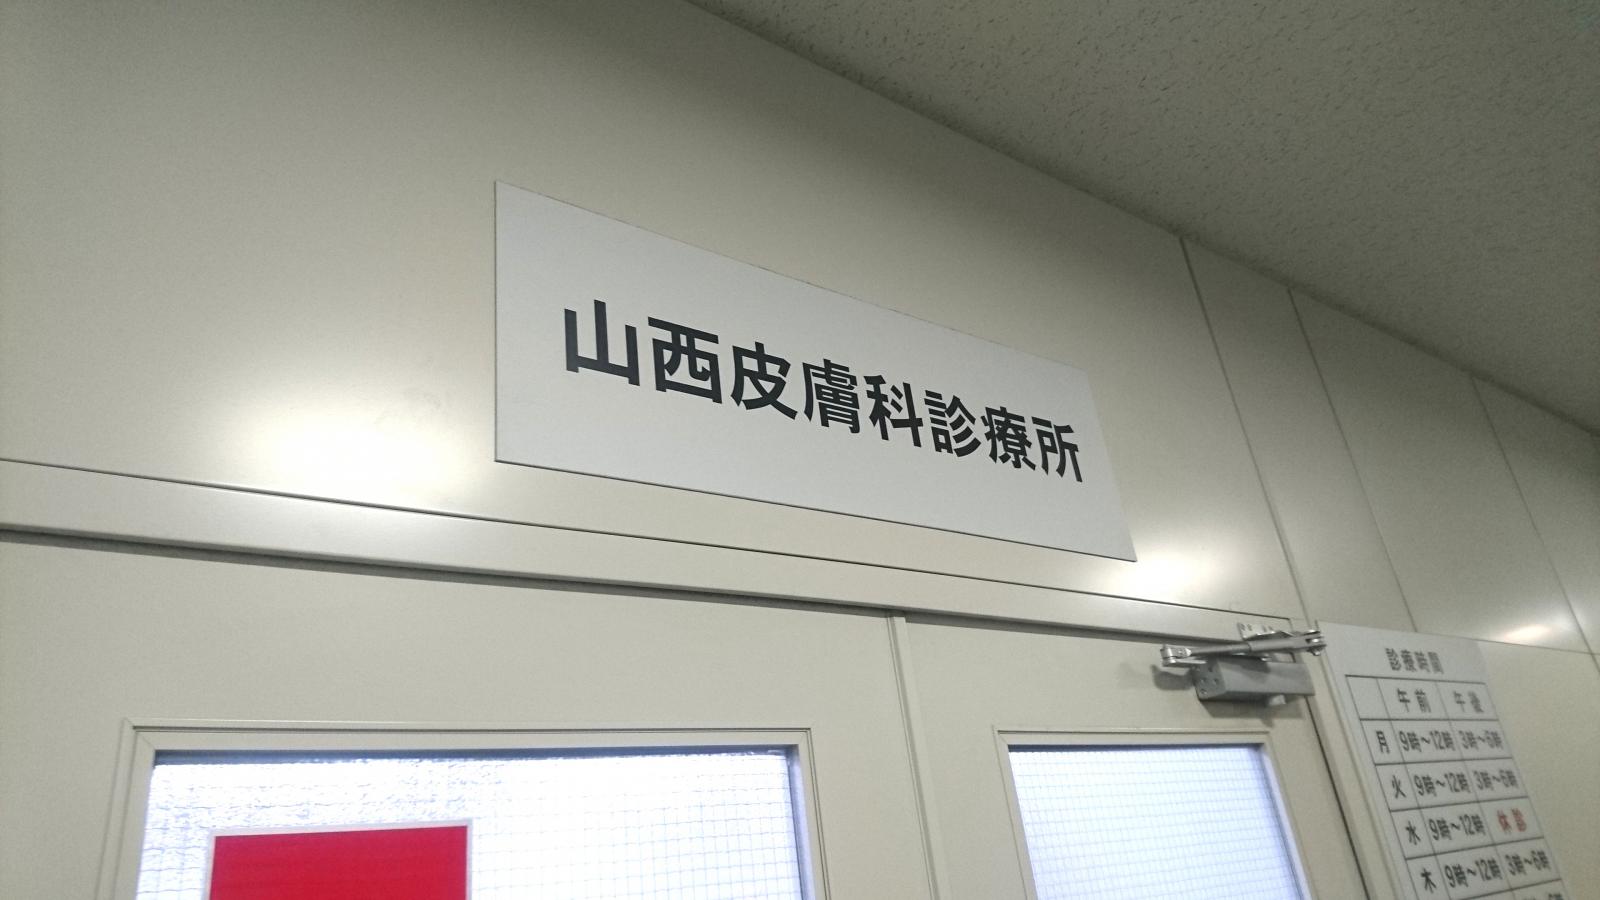 山西皮膚科診療所
診療時間
午前 午後
月 9時～12時 3時～6時
火 9時～12時 3時～6時
水 9時～12時 休診
木 9時～12時 3時～6時